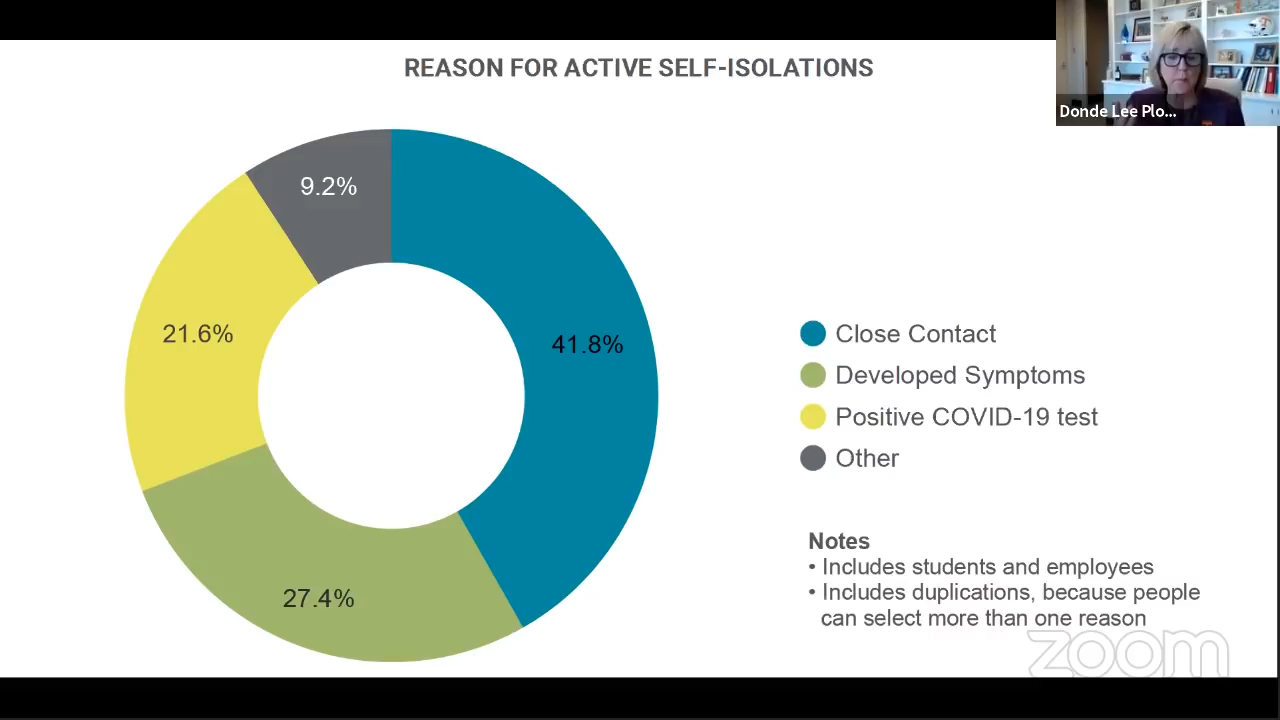 REASON FOR ACTIVE SELF-ISOLATIONS
Donde Lee Plo...
9.2%
21.6%
41.8%
27.4%
Close Contact
Developed Symptoms
Positive COVID-19 test
Other
Notes
• Includes students and employees
• Includes duplications, because people
can select more than one reason
zoom